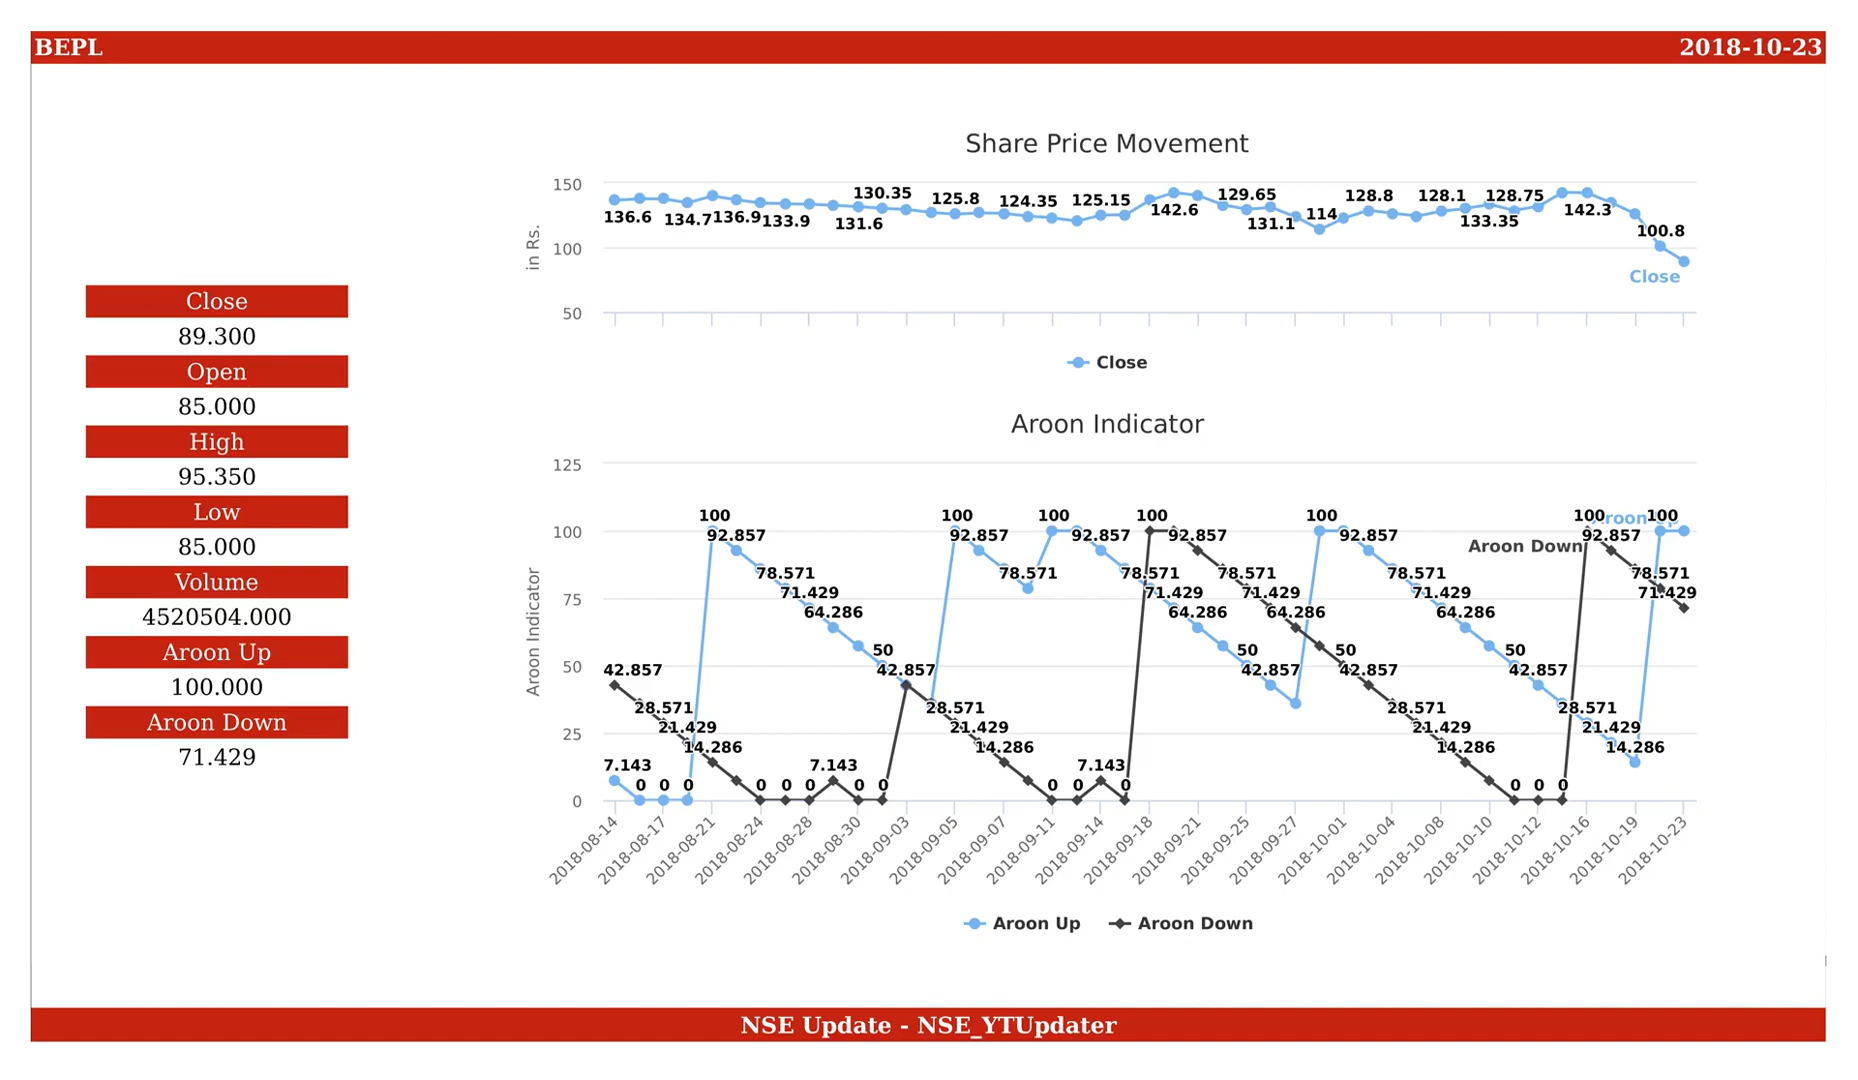 BEPL
2018-10-23
Close
89.300
Open
85.000
High
95.350
Low
85.000
Volume
4520504.000
Aroon Up
100.000
Aroon Down
71.429
Share Price Movement
in Rs.
150
100
50
136.6
134.7
136.9
133.9
131.6
130.35
125.8
124.35
125.15
142.6
129.65
131.1
114
128.8
128.1
133.35
128.75
142.3
100.8
Close
Close
Aroon Indicator
Aroon Indicator
125
100
75
50
25
0
100 100 100 100 100 100 100
92.857 92.857 92.857 92.857 92.857 92.857
Aroon Down
78.571 78.571 78.571 78.571 78.571 78.571
71.429 71.429 71.429 71.429 71.429
64.286 64.286 64.286 64.286
50 50 50 50
42.857 42.857 42.857 42.857 42.857
28.571 28.571 28.571 28.571
21.429 21.429 21.429 21.429
14.286 14.286 14.286 14.286
7.143 7.143 7.143
0 0 0 0 0 0 0 0 0 0 0 0 0 0
2018-08-14
2018-08-17
2018-08-21
2018-08-24
2018-08-28
2018-08-30
2018-09-03
2018-09-05
2018-09-07
2018-09-11
2018-09-14
2018-09-18
2018-09-21
2018-09-25
2018-09-27
2018-10-01
2018-10-04
2018-10-08
2018-10-10
2018-10-12
2018-10-16
2018-10-19
2018-10-23
Aroon Up Aroon Down
NSE Update - NSE_YTUpdater